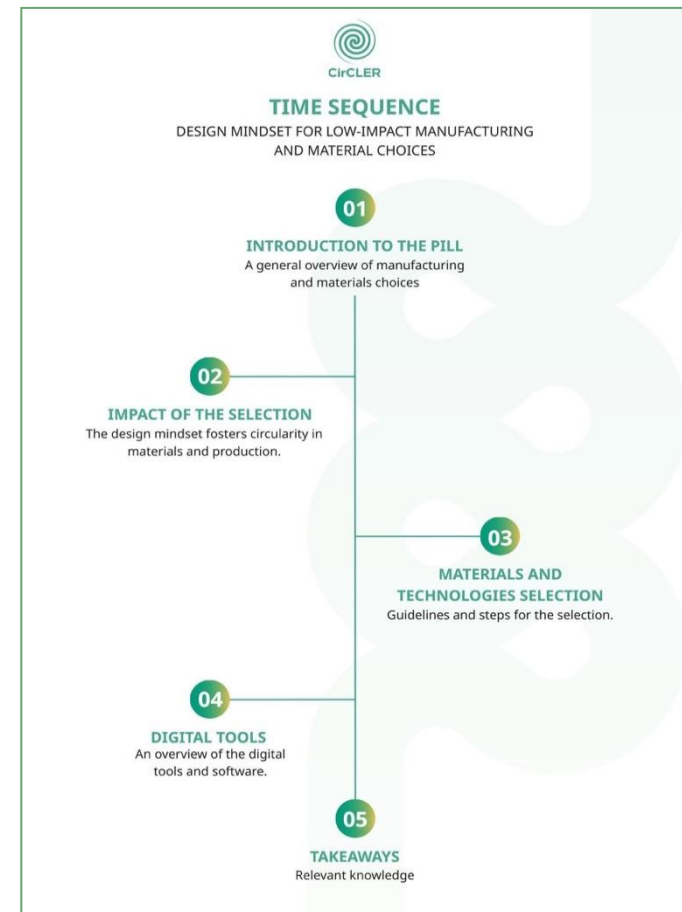 CirCLER
TIME SEQUENCE
DESIGN MINDSET FOR LOW-IMPACT MANUFACTURING
AND MATERIAL CHOICES
01
INTRODUCTION TO THE PILL
A general overview of manufacturing
and materials choices
02
IMPACT OF THE SELECTION
The design mindset fosters circularity in
materials and production.
03
MATERIALS AND
TECHNOLOGIES SELECTION
Guidelines and steps for the selection.
04
DIGITAL TOOLS
An overview of the digital
tools and software.
05
TAKEAWAYS
Relevant knowledge